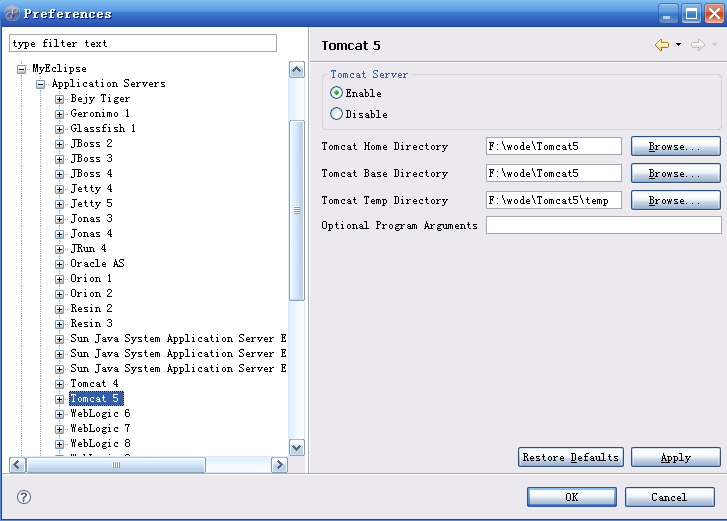 Preferences
type filter text
MyEclipse
Application Servers
Bejy Tiger
Geronimo 1
Glassfish 1
JBoss 2
JBoss 3
JBoss 4
Jetty 4
Jetty 5
Jonas 3
Jonas 4
JRun 4
Oracle AS
Orion 1
Orion 2
Resin 2
Resin 3
Sun Java System Application Server E
Sun Java System Application Server E
Sun Java System Application Server E
Tomcat 4
Tomcat 5
WebLogic 6
WebLogic 7
WebLogic 8
Tomcat 5
Tomcat Server
Enable
Disable
Tomcat Home Directory F:\wode\Tomcat5 Browse...
Tomcat Base Directory F:\wode\Tomcat5 Browse...
Tomcat Temp Directory F:\wode\Tomcat5\temp Browse...
Optional Program Arguments
Restore Defaults Apply
OK Cancel